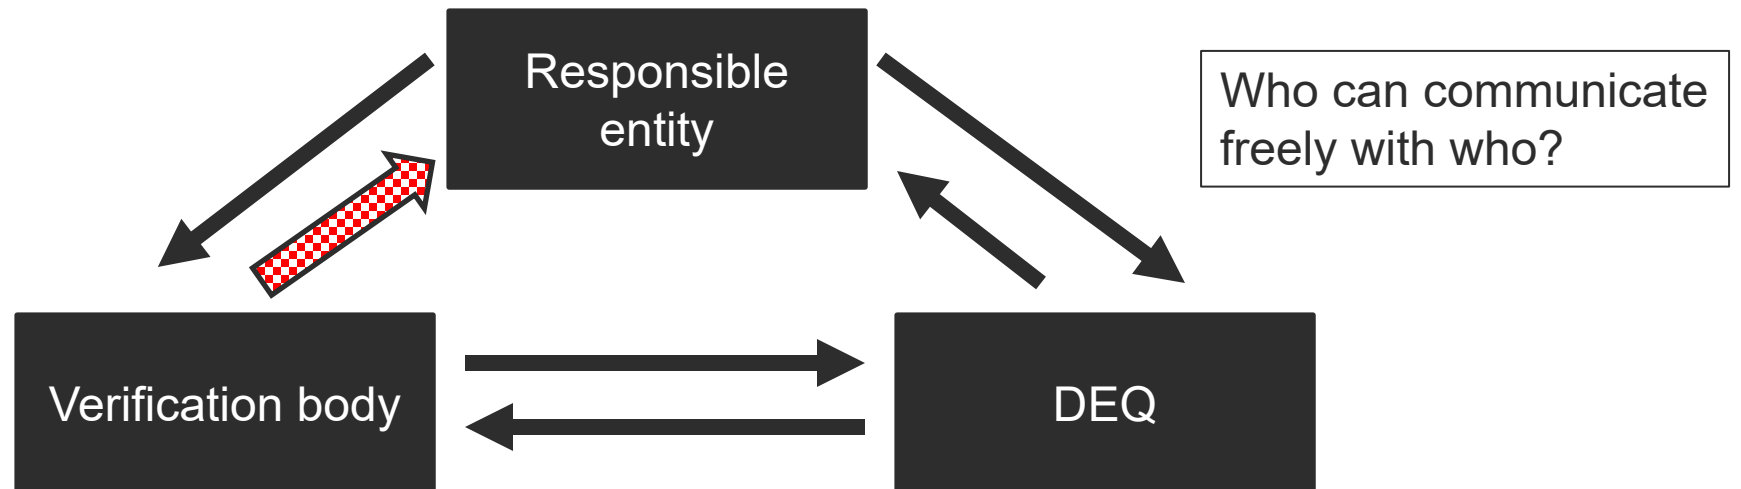 Responsible
entity
Who can communicate
freely with who?
Verification body
DEQ